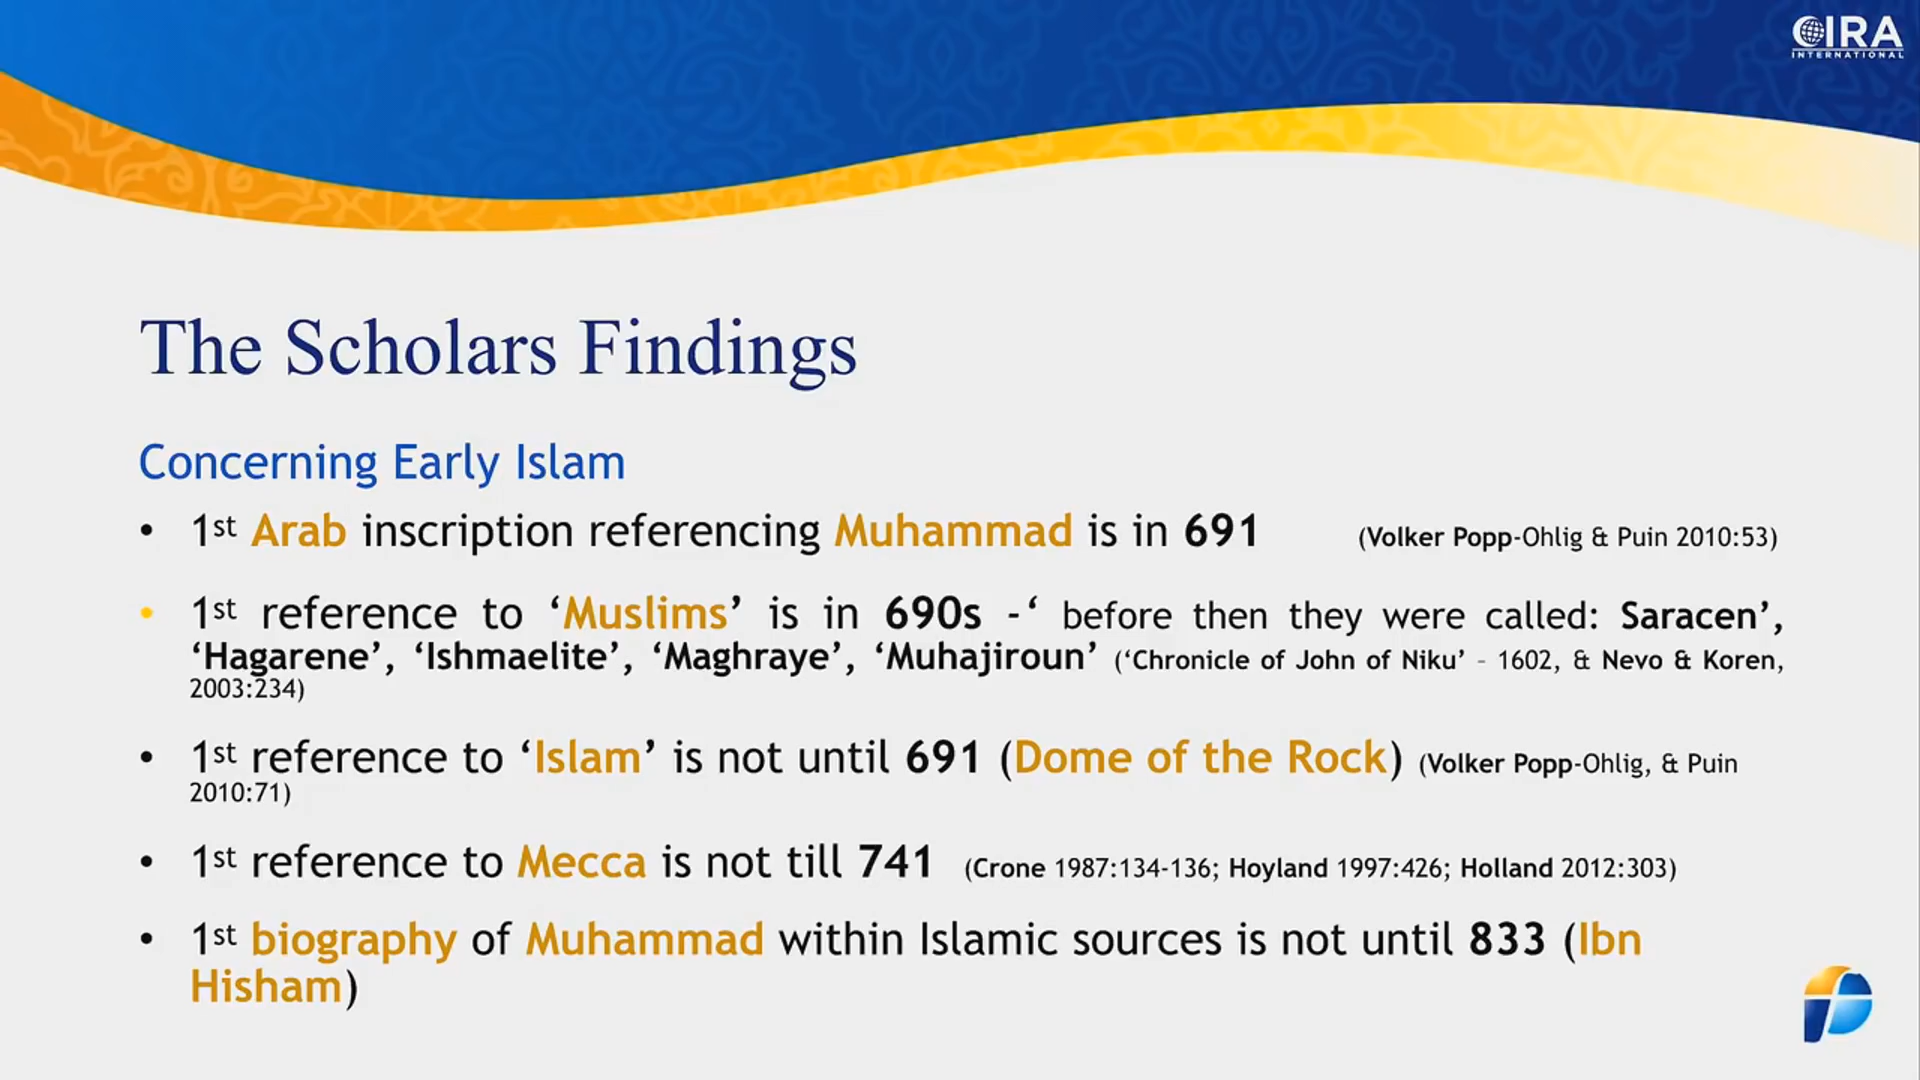 CIRA
INTERNATIONAL
The Scholars Findings
Concerning Early Islam
• 1st Arab inscription referencing Muhammad is in 691 (Volker Popp-Ohlig & Puin 2010:53)
• 1st reference to ‘Muslims’ is in 690s -‘ before then they were called: Saracen’,
‘Hagarene’, ‘Ishmaelite’, ‘Maghraye’, ‘Muhajiroun’ (‘Chronicle of John of Niku’ – 1602, & Nevo & Koren,
2003:234)
• 1st reference to ‘Islam’ is not until 691 (Dome of the Rock) (Volker Popp-Ohlig, & Puin
2010:71)
• 1st reference to Mecca is not till 741 (Crone 1987:134-136; Hoyland 1997:426; Holland 2012:303)
• 1st biography of Muhammad within Islamic sources is not until 833 (Ibn
Hisham)